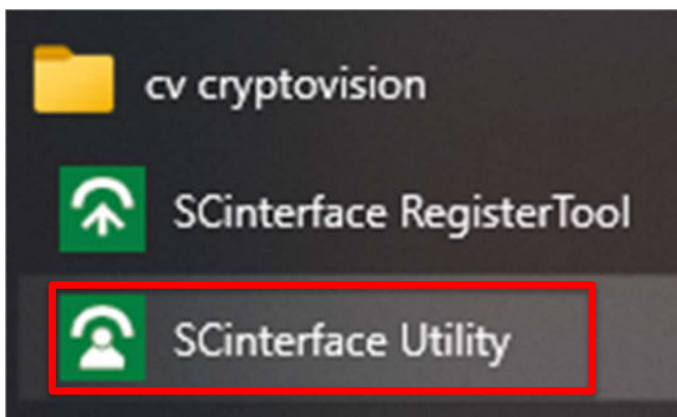 cv cryptovision
SCinterface RegisterTool
SCinterface Utility